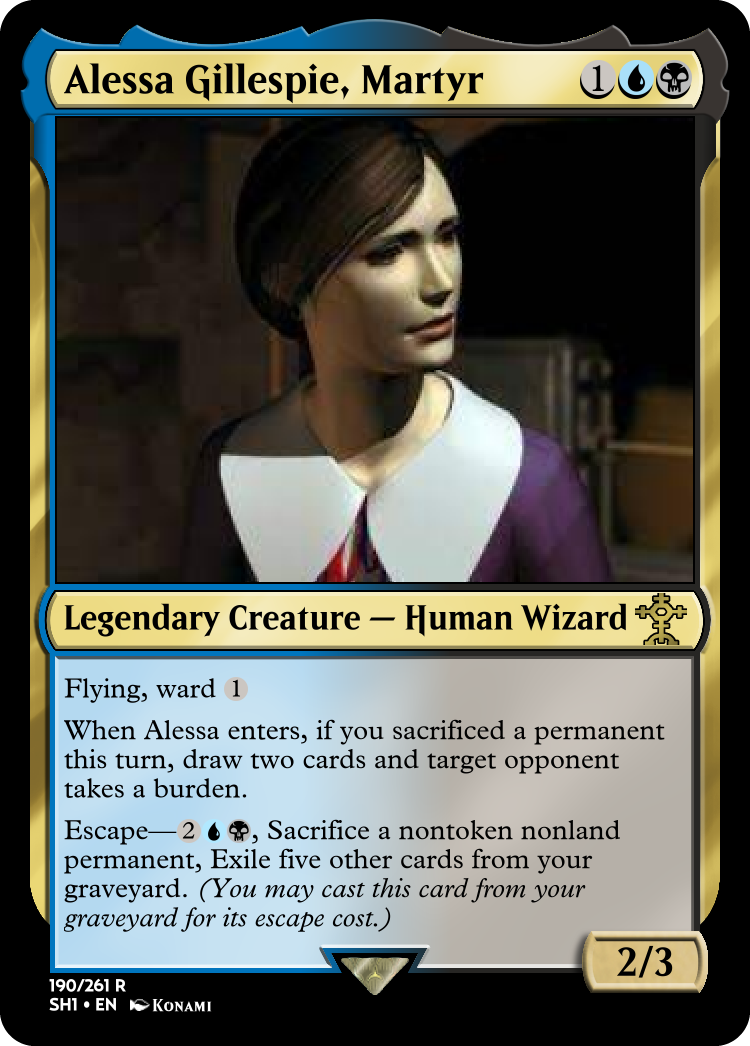 Alessa Gillespie, Martyr 1
Legendary Creature — Human Wizard
Flying, ward 1
When Alessa enters, if you sacrificed a permanent
this turn, draw two cards and target opponent
takes a burden.
Escape—2, Sacrifice a nontoken nonland
permanent, Exile five other cards from your
graveyard. (You may cast this card from your
graveyard for its escape cost.)
2/3
190/261 R
SH1 • EN KONAMI